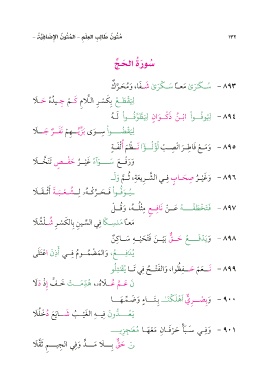 ١٣٢ مُتُونُ طَالِبِ العِلْمِ - المُتُونُ الإِضَافِيَّةُ -
سُورَةُ الحَجِّ
٨٩٣ - سُكَارَى مَعًا سَكْرَى شَفَا، وَمُحَرَّكٌ
لِيَقْطَعْ بِكَسْرِ اللَّامِ كَمْ جِيدُهُ حَلَا
٨٩٤ - لِيُوفُوا ابْنُ ذَكْوَانٍ لِيَطَّوَّفُوا لَهُ
لِيَقْضُوا سِوَى بَزِّيِّهِمْ نَفَرٌ جَلَا
٨٩٥ - وَمَعْ فَاطِرَ انْصِبْ لُؤْلُؤًا نَظْمُ أُلْفَةٍ
وَرَفْعَ سَوَاءً غَيْرُ حَفْصٍ تَنَخَّلَا
٨٩٦ - وَغَيْرُ صِحَابٍ فِي الشَّرِيعَةِ، ثُمَّ وَلْـ
ـيُوفُوا فَحَرِّكْهُ، لِشُعْبَةَ أَثْقَلَا
٨٩٧ - فَتَخْطَفُهُ عَنْ نَافِعٍ مِثْلُهُ، وَقُلْ
مَعًا مَنْسِكًا فِي السِّينِ بِالكَسْرِ شُلْشُلَا
٨٩٨ - وَيَدْفَعُ حَقٌّ بَيْنَ فَتْحَيْهِ سَاكِنٌ
يُدَافِعُ، وَالمَضْمُومُ فِي أَذِنَ اعْتَلَى
٨٩٩ - نَعَمْ حَفِظُوا، وَالفَتْحُ فِي تَا يُقَاتِلُو
نَ عَمَّ عُلَاهُ، هُدِّمَتْ خَفَّ إِذْ دَلَا
٩٠٠ - وَبَصْرِيٌّ أَهْلَكْنَا بِتَاءٍ وَضَمِّهَا
يَعُدُّونَ فِيهِ الغَيْبُ شَايَعَ دُخْلُلَا
٩٠١ - وَفِي سَبَأٍ حَرْفَانِ مَعْهَا مُعَجِزِيـ
ـنَ حَقٌّ بِلَا مَدٍّ وَفِي الجِيمِ ثَقَّلَا